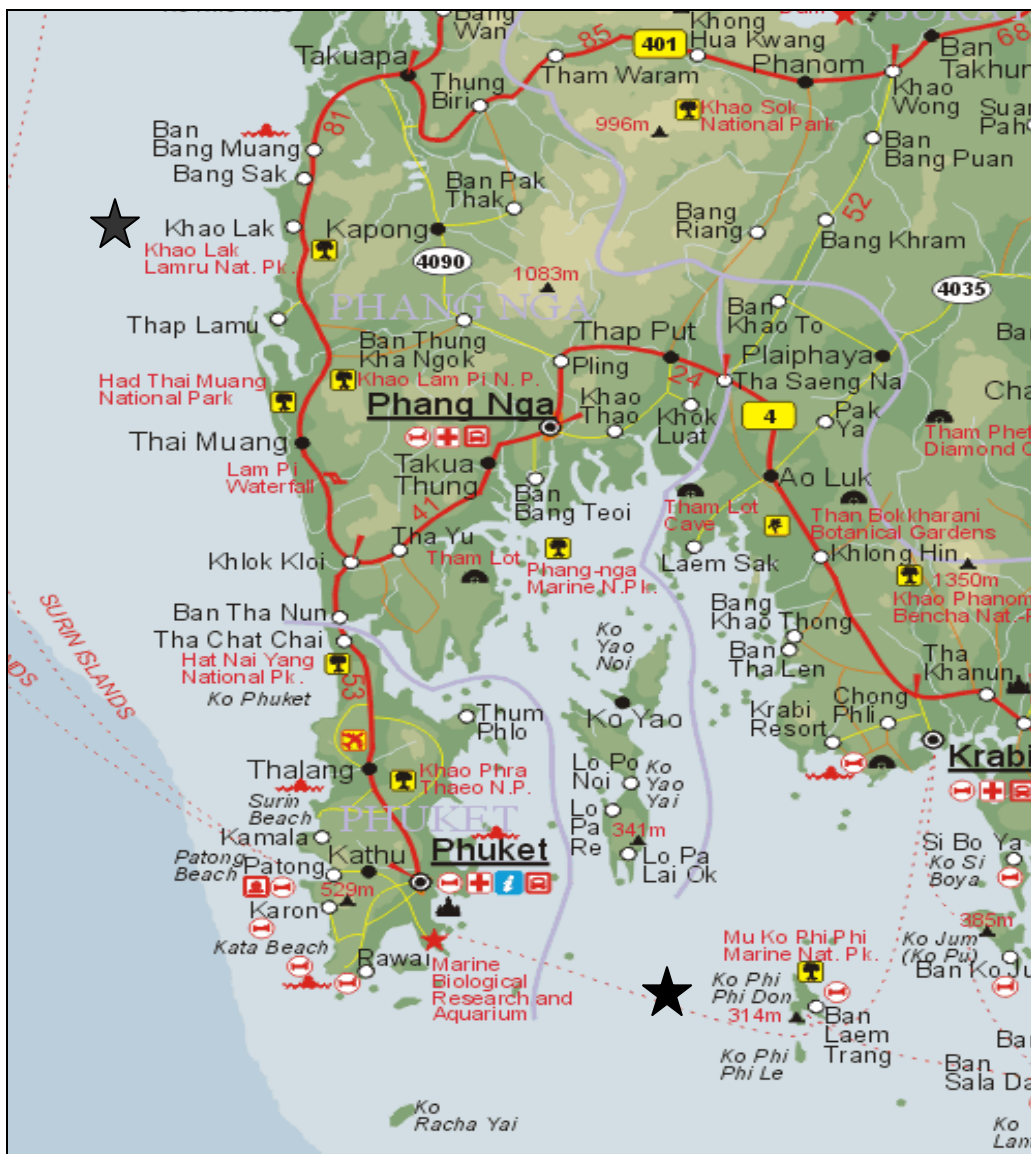 Bang
Wan
SURA
Takuapa
85
401
Khong
Hua Kwang
68
Thung
Biri
Tham Waram
Phanom
Ban
Takhun
Khao
Wong
81
996m
Khao Sok
National Park
Ban
Bang Muang
Bang Sak
Ban Pak
Thak
Ban
Bang Puan
Khao Lak
Kapong
Bang
Riang
52
Bang Khram
Khao Lak
Lamru Nat. Pk.
4090
1083m
4035
PHANG NGA
Thap Lamu
Ban
Khao To
Ban Thung
Kha Ngok
Thap Put
Plaiphaya
Had Thai Muang
National Park
Khao Lam Pi N.P.
Pling
24
Tha Saeng Na
Phang Nga
Khao
Thao
Khok
Luat
4
Pak
Ya
Tham Phet
Diamond
Thai Muang
Lam Pi
Waterfall
Takua
Thung
41
Ban
Bang Teoi
Ao Luk
Tham Lot
Cave
Than Bokkharani
Botanical Gardens
Khlok Kloi
Tha Yu
Tham Lot
Phang-nga
Marine N.Pk.
Laem Sak
Khlong Hin
1350m
Khao Phanom
Bencha Nat.-
SURIN ISLANDS
NDS
Ban Tha Nun
Tha Chat Chai
Bang
Khao Thong
Ban
Tha Len
Hat Nai Yang
National Pk.
53
Ko Phuket
Ko
Yao
Noi
Tha
Khanun
Thum
Phlo
Ko Yao
Krabi
Resort
Chong
Phli
Krabi
Thalang
Khao Phra
Thaeo N.P.
Lo Po
Noi
Ko
Yao
Yai
Surin
Beach
PHUKET
Lo
Pa
Re
341m
Lo Pa
Lai Ok
Kamala
Kathu
Phuket
Si Bo Ya
Ko Si
Boya
Patong
Beach
Patong
529m
Karon
Kata Beach
Rawai
Marine
Biological
Research and
Aquarium
Mu Ko Phi Phi
Marine Nat. Pk.
385m
Ko Jum
(Ko Pu)
Ban Ko Ju
Ko Phi
Phi Don
314m
Ban
Laem
Trang
Ko Phi
Phi Le
Ban
Sala Da
Ko
Racha Yai
Ko
Lan